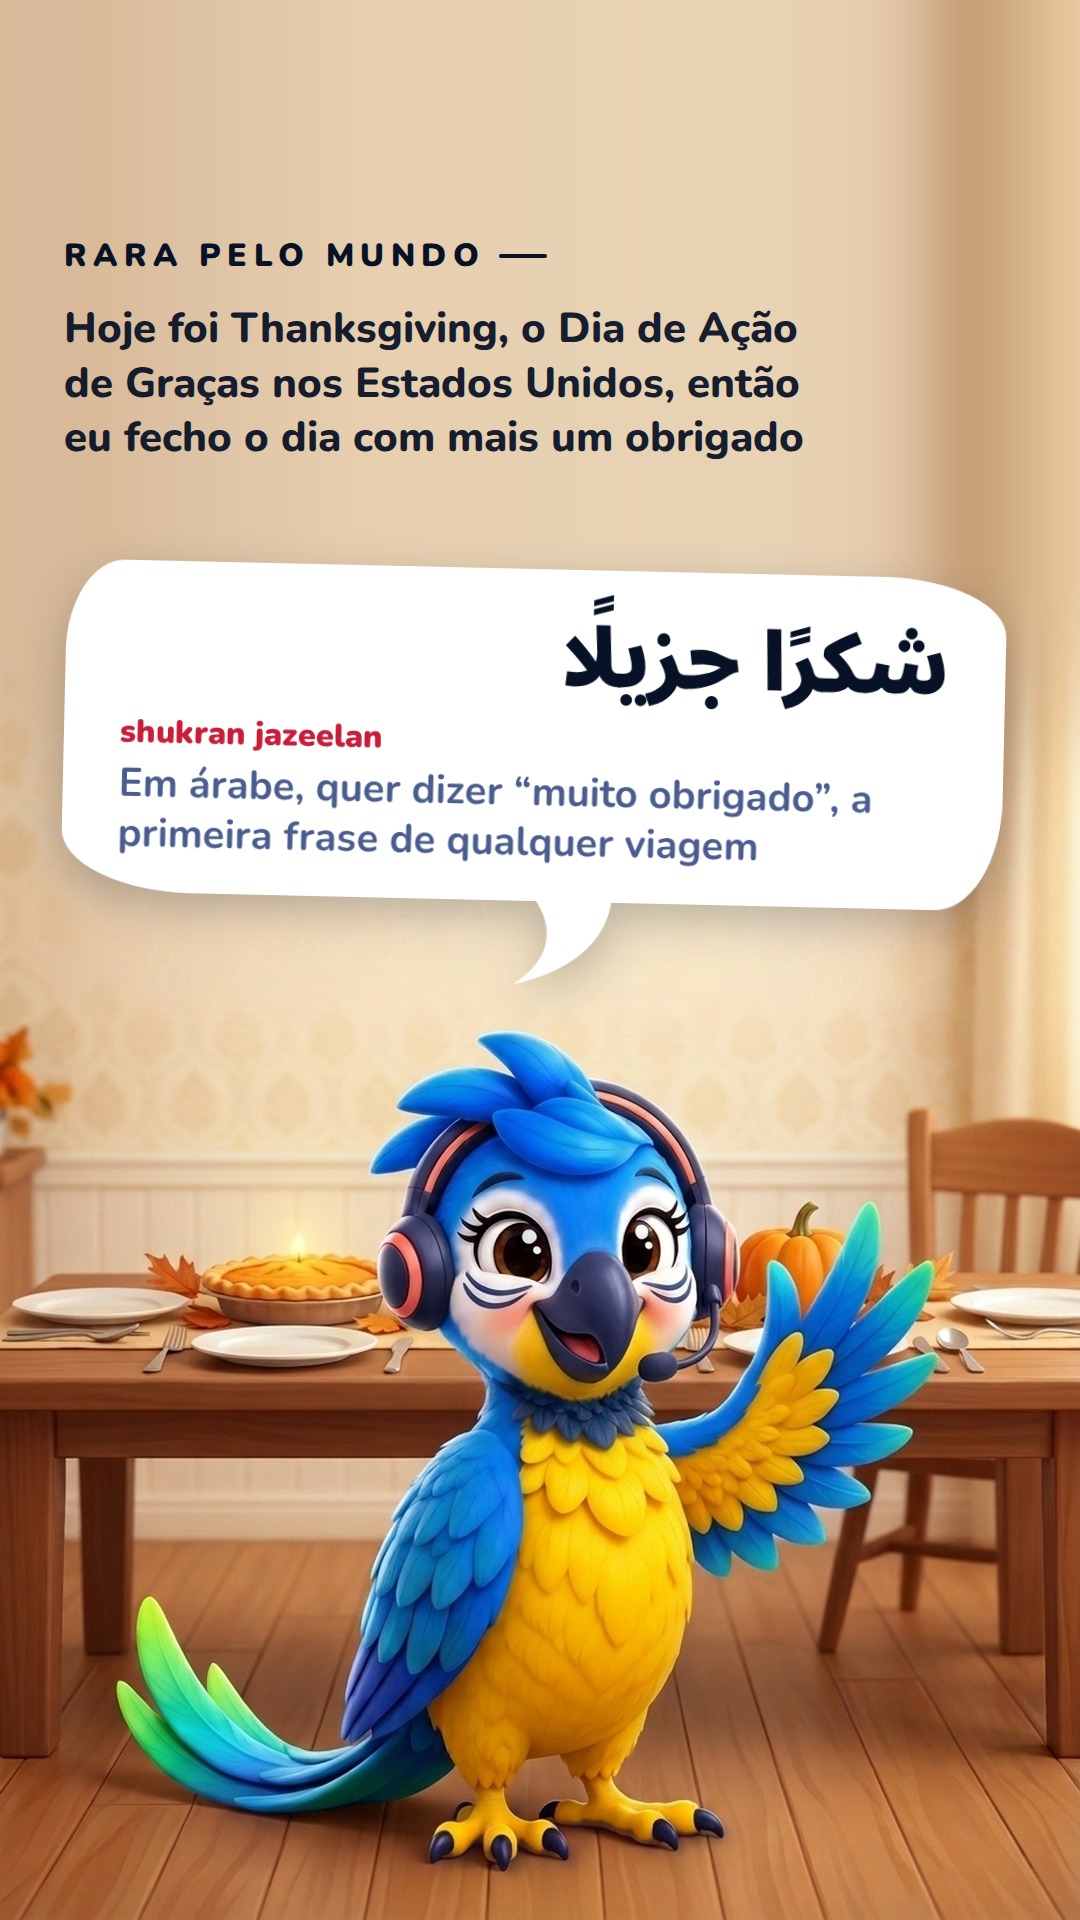 RARA PELO MUNDO —
Hoje foi Thanksgiving, o Dia de Ação
de Graças nos Estados Unidos, então
eu fecho o dia com mais um obrigado
شكرًا جزيلًا
shukran jazeelan
Em árabe, quer dizer “muito obrigado”, a
primeira frase de qualquer viagem